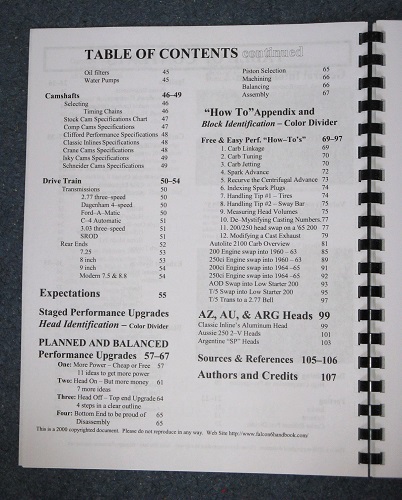 TABLE OF CONTENTS continued
Oil filters 45
Water Pumps 45
Camshafts 46–49
Selecting 46
Timing Chains 46
Stock Cam Specifications Chart 47
Comp Cams Specifications 47
Clifford Performance Specifications 48
Classic Inlines Specifications 48
Crane Cams Specifications 48
Isky Cams Specifications 49
Schneider Cams Specifications 49
Drive Train 50–54
Transmissions 50
2.77 three–speed 50
Dagenham 4–speed 50
Ford–A–Matic 50
C–4 Automatic 51
3.03 three–speed 51
SROD 51
Rear Ends 52
7.25 53
8 inch 53
9 inch 54
Modern 7.5 & 8.8 54
Expectations 55
Staged Performance Upgrades
Head Identification – Color Divider
PLANNED AND BALANCED
Performance Upgrades 57–67
One: More Power – Cheap or Free 57
11 ideas to get more power
Two: Head On – But more money 61
7 more ideas
Three: Head Off – Top end Upgrade 64
4 steps in a clear outline
Four: Bottom End to be proud of 65
Disassembly 65
Piston Selection 65
Machining 66
Balancing 66
Assembly 67
"How To" Appendix and
Block Identification – Color Divider
Free & Easy Perf. "How–To's" 69–97
1. Carb Linkage 69
2. Carb Tuning 70
3. Carb Jetting 70
4. Spark Advance 72
5. Recurve the Centrifugal Advance 73
6. Indexing Spark Plugs 74
7. Handling Tip #1 – Tires 74
8. Handling Tip #2 – Sway Bar 75
9. Measuring Head Volumes 75
10. De–Mystifying Casting Numbers 77
11. 200/250 head swap on a '65 200 77
12. Modifying a Cast Exhaust 79
Autolite 2100 Carb Overview 81
200 Engine swap into 1960 – 63 85
250ci Engine swap into 1960 – 63 89
200ci Engine swap into 1964 –65 91
250ci Engine swap into 1964 –65 92
AOD Swap into Low Starter 200 93
T/5 Swap into Low Starter 200 95
T/5 Trans to a 2.77 Bell 97
AZ, AU, & ARG Heads 99
Classic Inline's Aluminum Head 99
Aussie 250 2–V Heads 101
Argentine "SP" Heads 103
Sources & References 105–106
Authors and Credits 107
This is a 2000 copyrighted document. Please do not reproduce in any way. Web Site http://www.falcon6handbook.com/